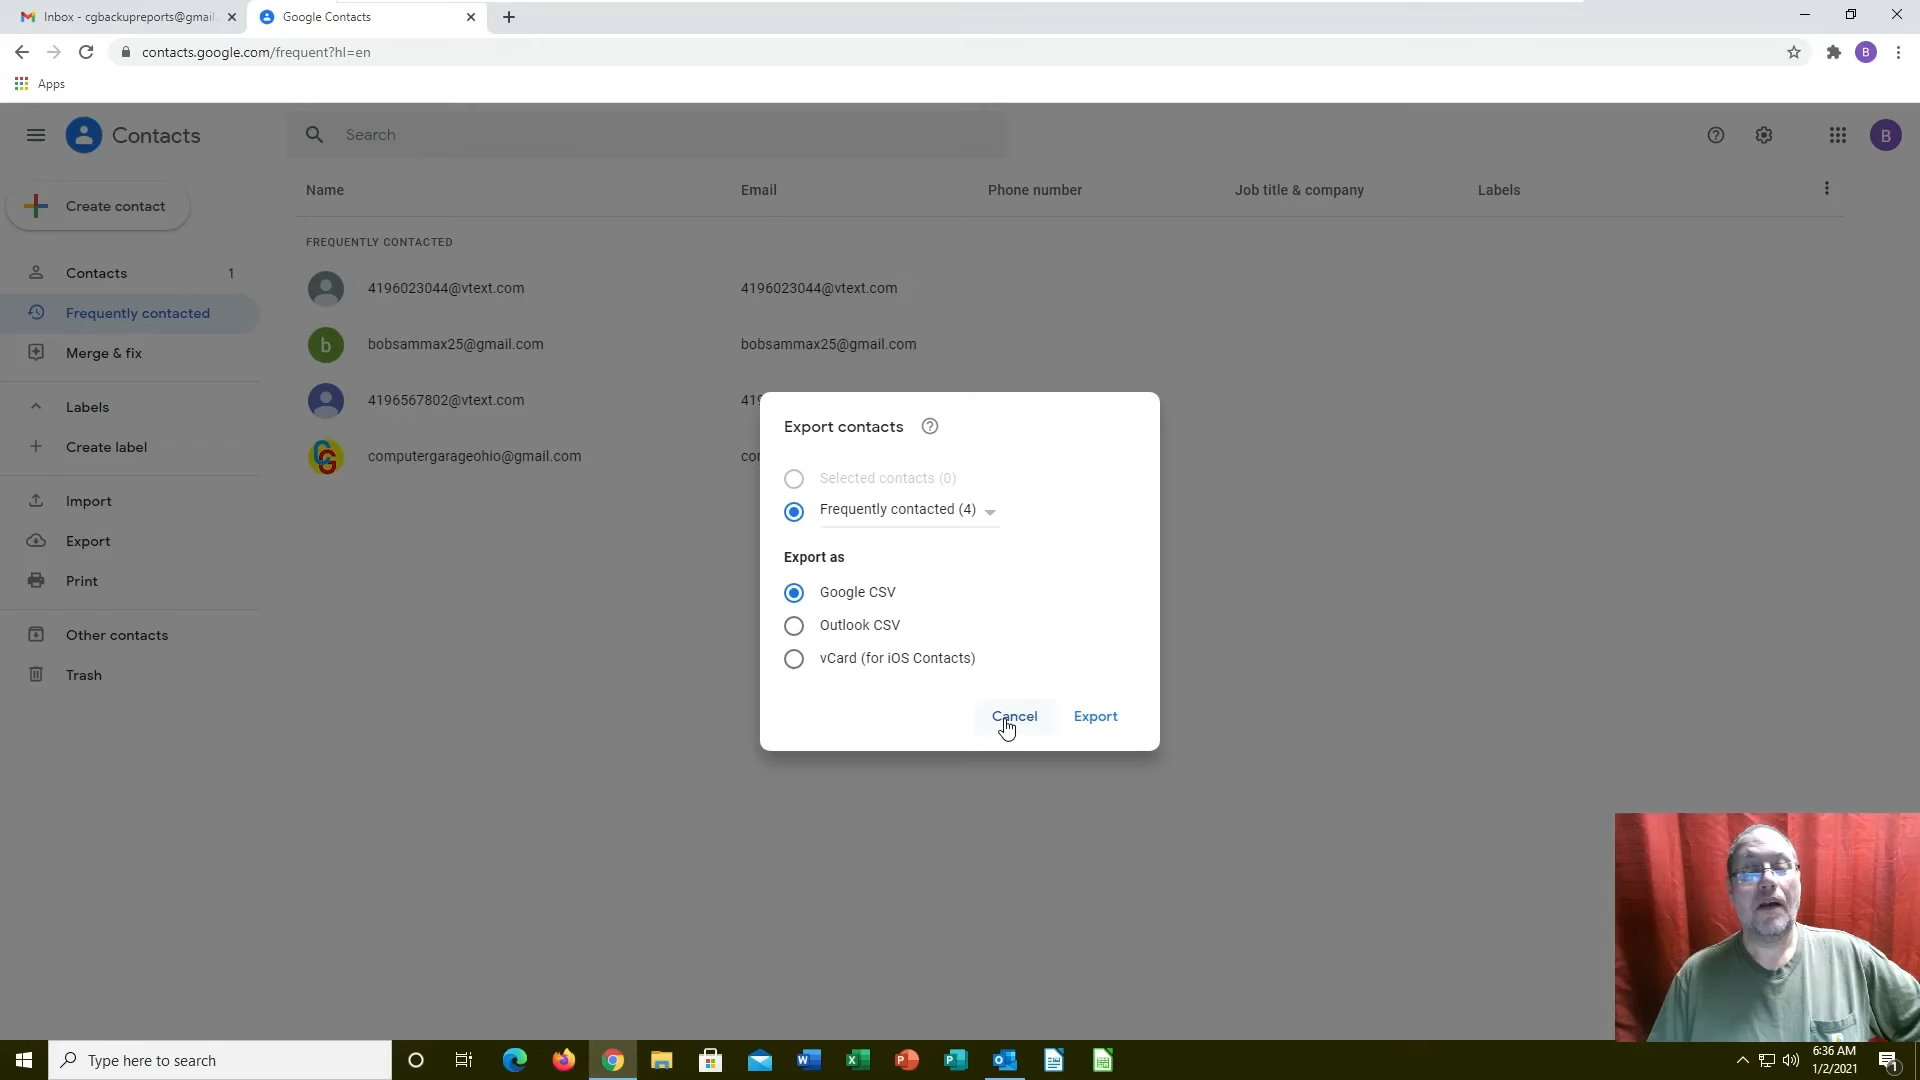 Inbox - cgbackupreports@gmail.
Google Contacts
contacts.google.com/frequent?hl=en
B
Apps
Contacts
Search
B
Create contact
Name
Email
Phone number
Job title & company
Labels
FREQUENTLY CONTACTED
Contacts
1
4196023044@vtext.com
4196023044@vtext.com
Frequently contacted
b
bobsammax25@gmail.com
bobsammax25@gmail.com
Merge & fix
4196567802@vtext.com
419
Labels
CG
computergarageohio@gmail.com
cor
Create label
Import
Export
Print
Other contacts
Trash
Export contacts
Selected contacts (0)
Frequently contacted (4)
Export as
Google CSV
Outlook CSV
vCard (for iOS Contacts)
Cancel
Export
Type here to search
6:36 AM
1/2/2021
1